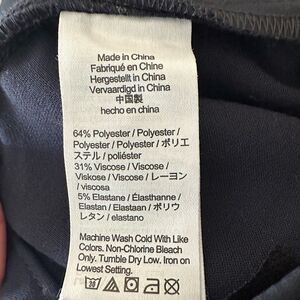 Made in China
Fabriqué en Chine
Hergestellt in China
Vervaardigd in China
中国製
hecho en china
64% Polyester / Polyester /
Polyester / Polyester / ポリエ
ステル / poliéster
31% Viscose / Viscose /
Viskose / Viscose / レーヨン
/ viscosa
5% Elastane / Élasthanne /
Elastan / Elastaan / ポリウ
レタン / elastano
Machine Wash Cold With Like
Colors. Non-Chlorine Bleach
Only. Tumble Dry Low. Iron on
Lowest Setting.